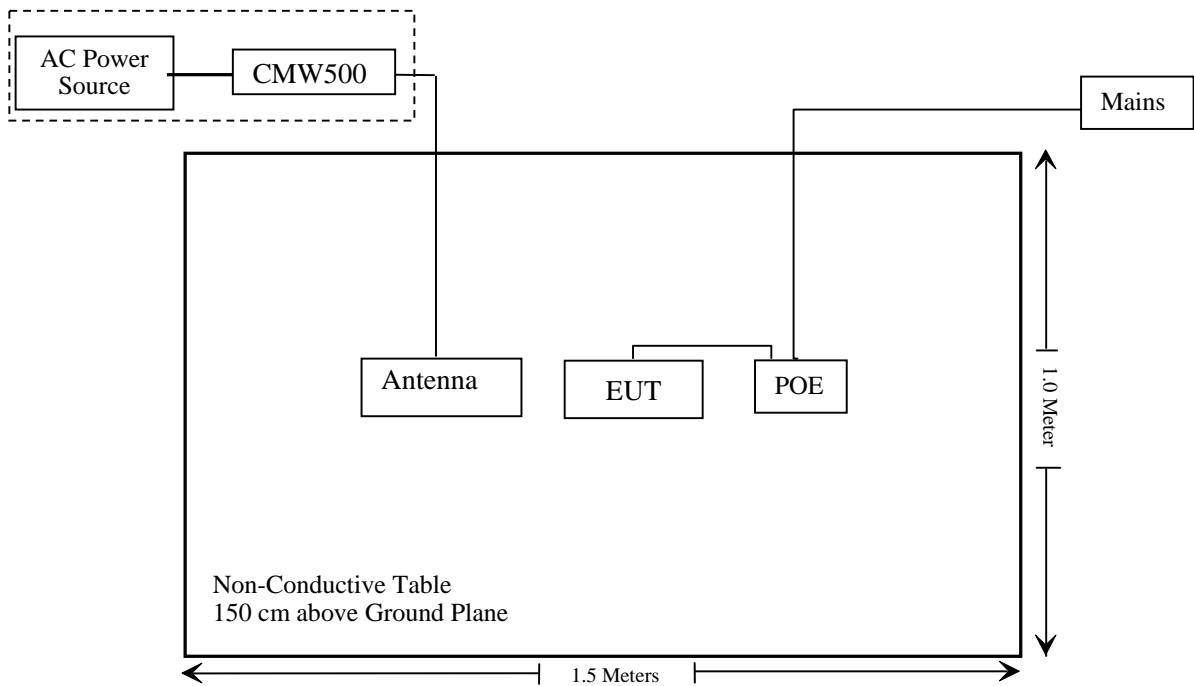 AC Power
Source
CMW500
Mains
Antenna
EUT
POE
1.0 Meter
Non-Conductive Table
150 cm above Ground Plane
1.5 Meters